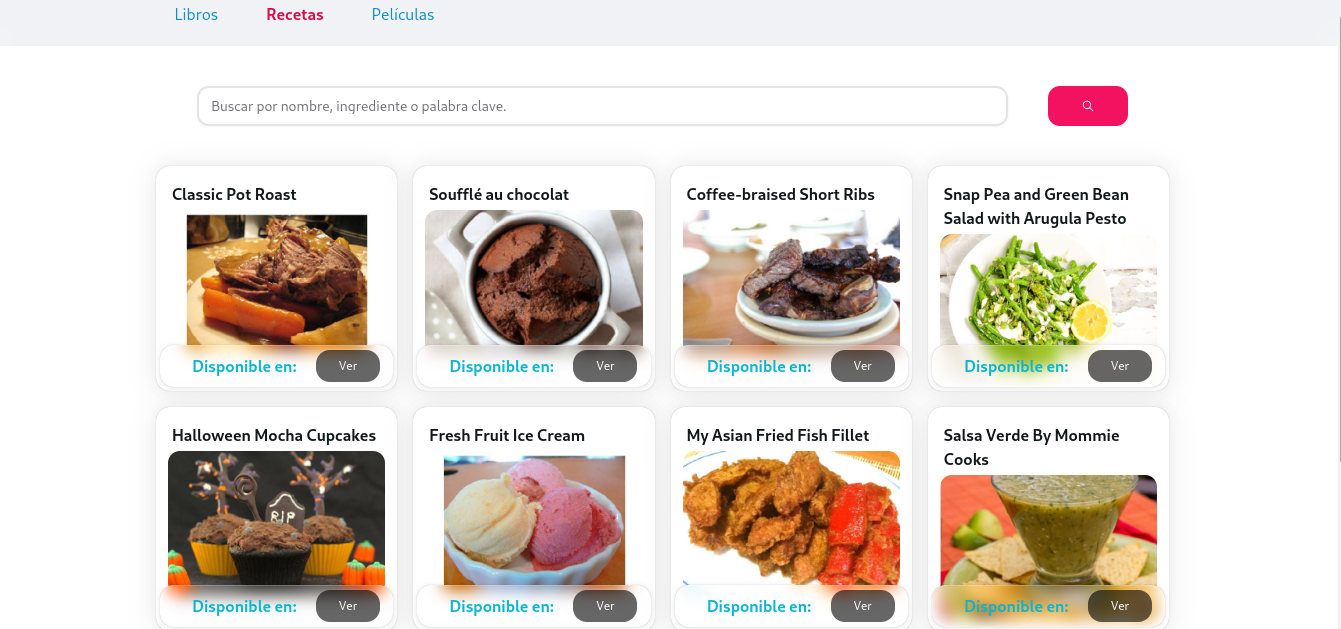 Libros
Recetas
Películas
Buscar por nombre, ingrediente o palabra clave.
Classic Pot Roast
Disponible en:
Ver
Soufflé au chocolat
Disponible en:
Ver
Coffee-braised Short Ribs
Disponible en:
Ver
Snap Pea and Green Bean
Salad with Arugula Pesto
Disponible en:
Ver
Halloween Mocha Cupcakes
RIP
Disponible en:
Ver
Fresh Fruit Ice Cream
Disponible en:
Ver
My Asian Fried Fish Fillet
Disponible en:
Ver
Salsa Verde By Mommie
Cooks
Disponible en:
Ver